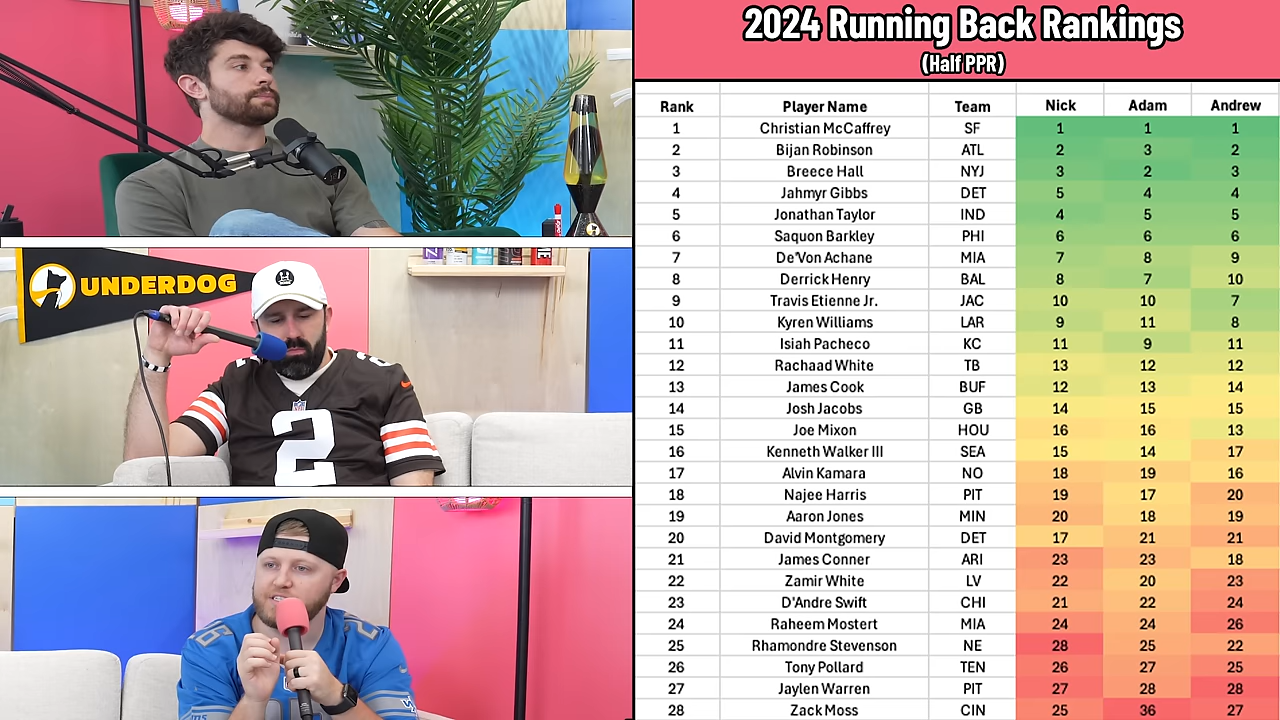 2024 Running Back Rankings
(Half PPR)
Rank Player Name Team Nick Adam Andrew
1 Christian McCaffrey SF 1 1 1
2 Bijan Robinson ATL 2 3 2
3 Breece Hall NYJ 3 2 3
4 Jahmyr Gibbs DET 5 4 4
5 Jonathan Taylor IND 4 5 5
6 Saquon Barkley PHI 6 6 6
7 De'Von Achane MIA 7 8 9
8 Derrick Henry BAL 8 7 10
9 Travis Etienne Jr. JAC 10 10 7
10 Kyren Williams LAR 9 11 8
11 Isiah Pacheco KC 11 9 11
12 Rachaad White TB 13 12 12
13 James Cook BUF 12 13 14
14 Josh Jacobs GB 14 15 15
15 Joe Mixon HOU 16 16 13
16 Kenneth Walker III SEA 15 14 17
17 Alvin Kamara NO 18 19 16
18 Najee Harris PIT 19 17 20
19 Aaron Jones MIN 20 18 19
20 David Montgomery DET 17 21 21
21 James Conner ARI 23 23 18
22 Zamir White LV 22 20 23
23 D'Andre Swift CHI 21 22 24
24 Raheem Mostert MIA 24 24 26
25 Rhamondre Stevenson NE 28 25 22
26 Tony Pollard TEN 26 27 25
27 Jaylen Warren PIT 27 28 28
28 Zack Moss CIN 25 36 27
UNDERDOG
2
26